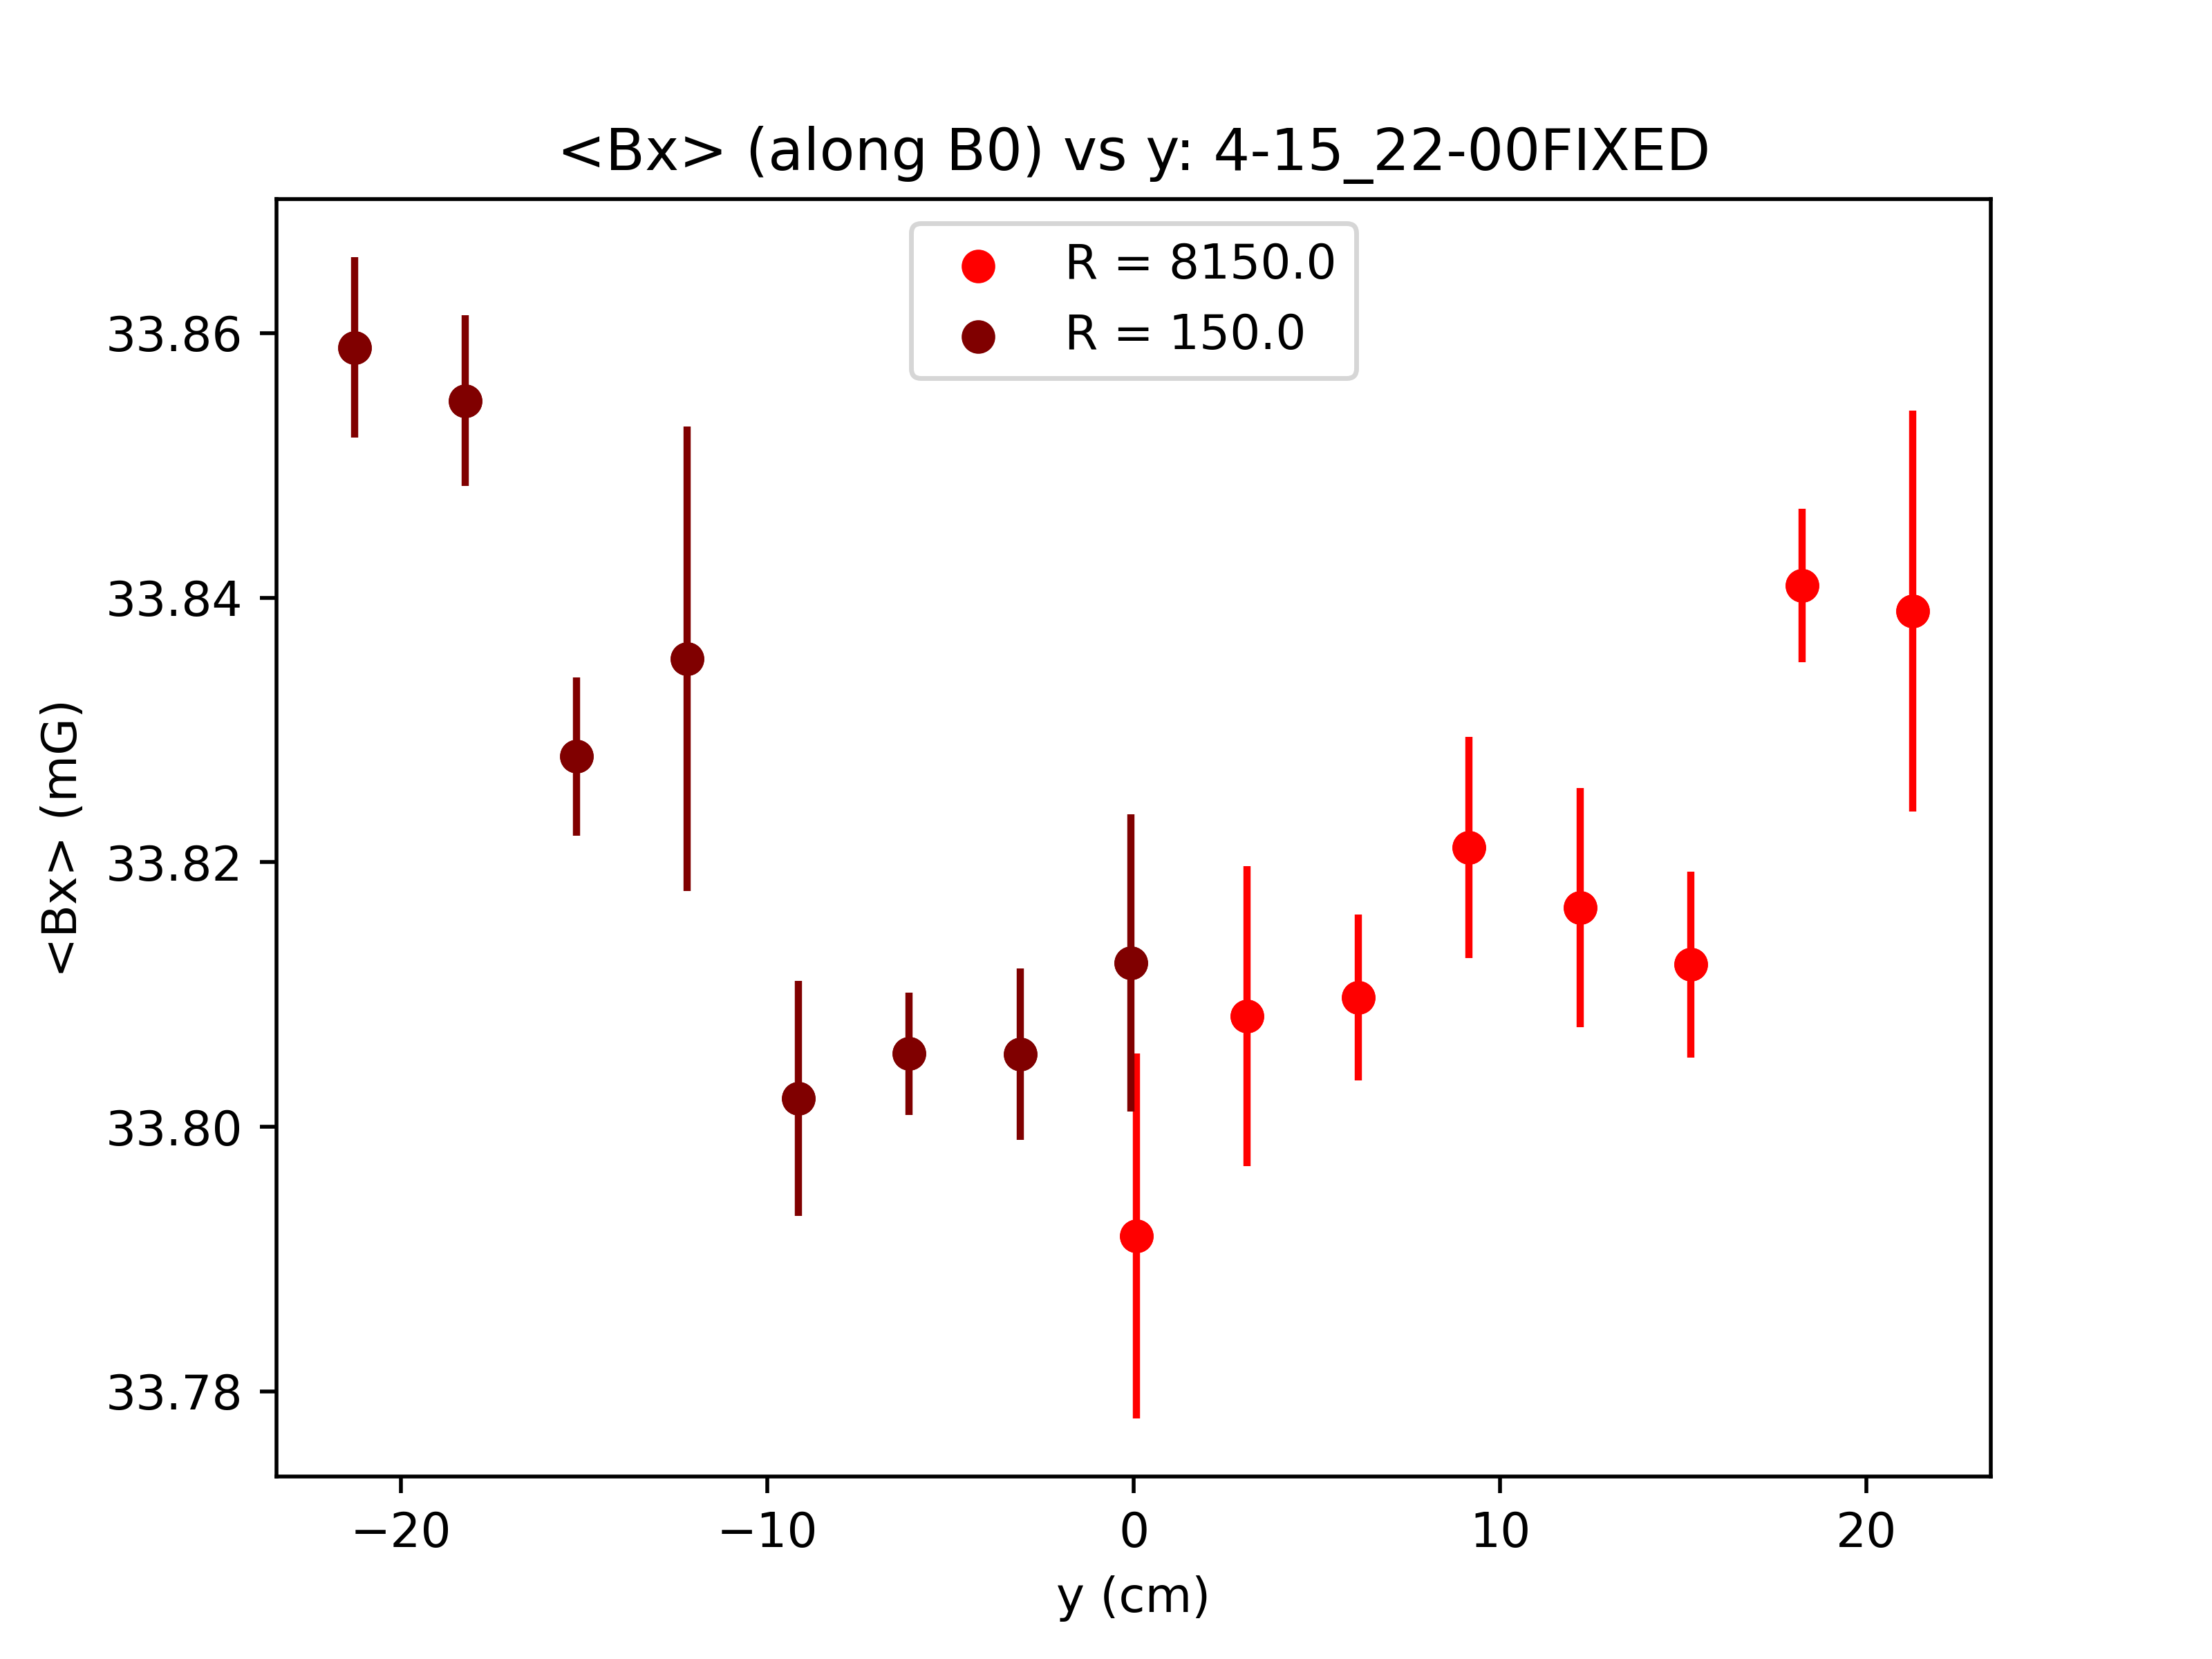 <Bx> (along B0) vs y: 4-15_22-00FIXED
R = 8150.0
R = 150.0
33.86
33.84
33.82
33.80
33.78
<Bx> (mG)
−20
−10
0
10
20
y (cm)